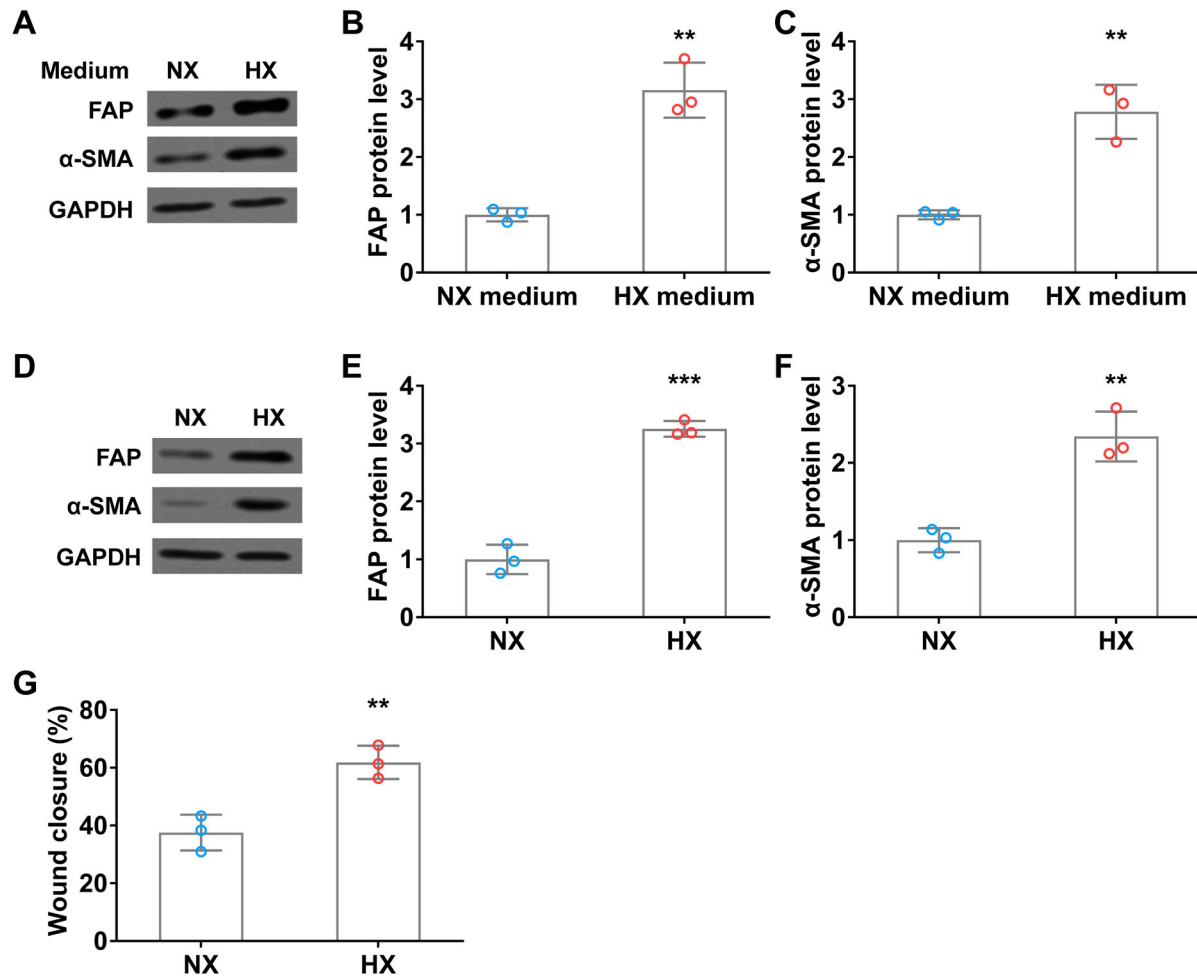 A
Medium NX HX
FAP
α-SMA
GAPDH
B
FAP protein level
4
3
2
1
0
**
NX medium HX medium
C
α-SMA protein level
4
3
2
1
0
**
NX medium HX medium
D
NX HX
FAP
α-SMA
GAPDH
E
FAP protein level
4
3
2
1
0
***
NX HX
F
α-SMA protein level
3
2
1
0
**
NX HX
G
Wound closure (%)
80
60
40
20
0
**
NX HX